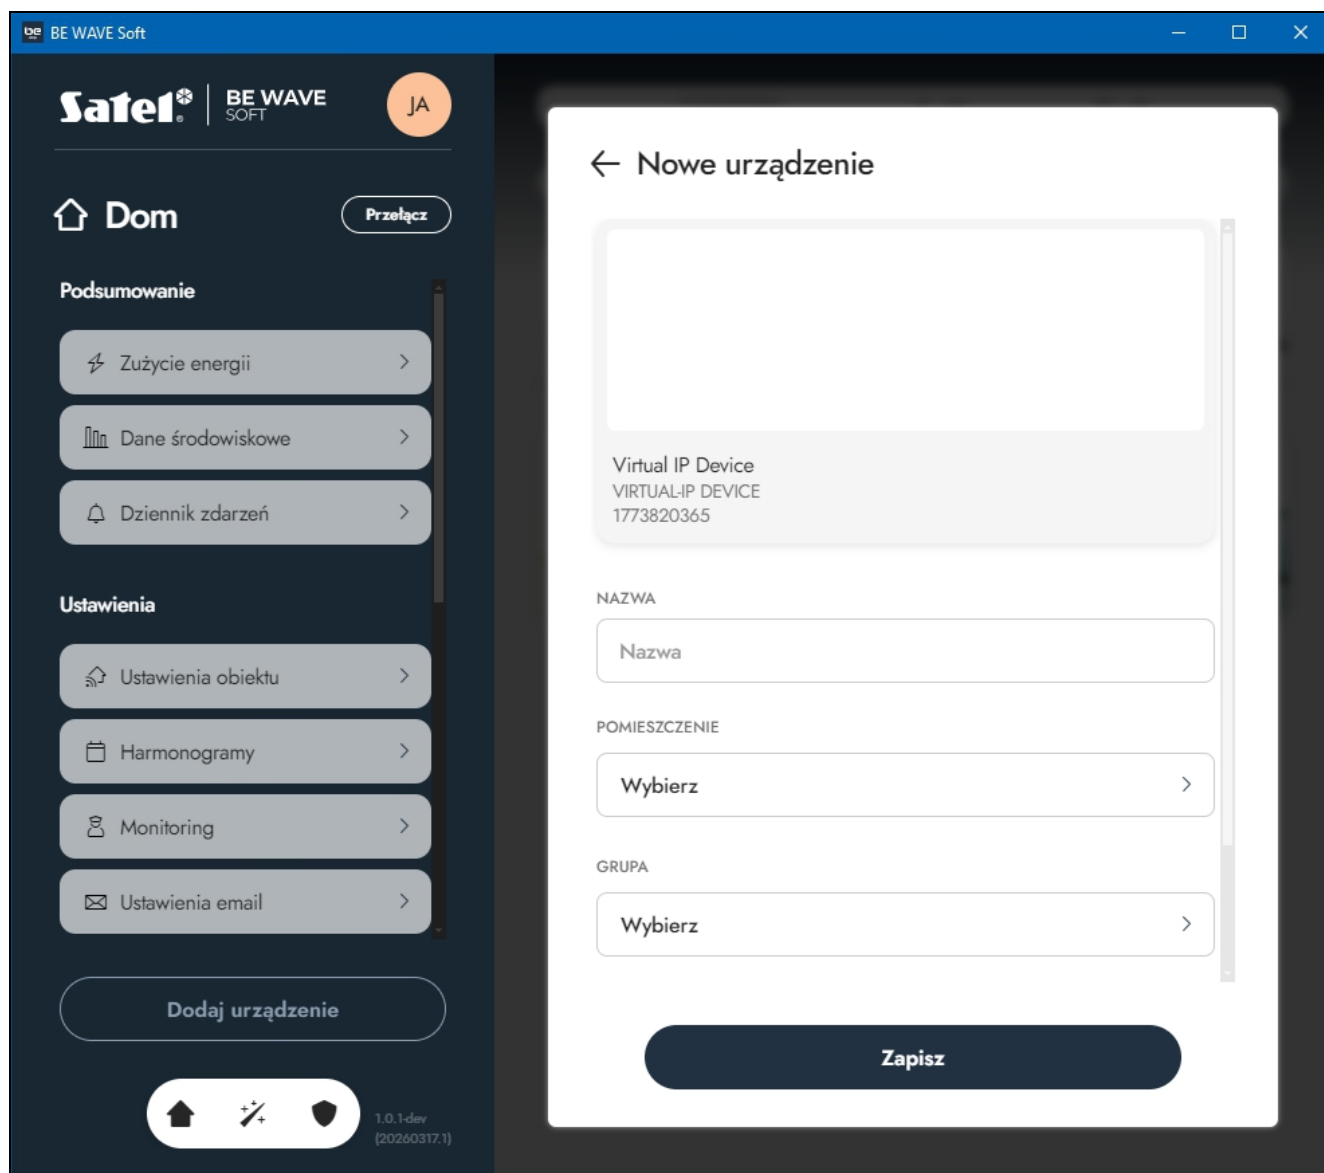 be BE WAVE Soft
Satel® BE WAVE SOFT
JA
Dom
Przełącz
Podsumowanie
Zużycie energii
Dane środowiskowe
Dziennik zdarzeń
Ustawienia
Ustawienia obiektu
Harmonogramy
Monitoring
Ustawienia email
Dodaj urządzenie
1.0.1-dev
(20260317.1)
Nowe urządzenie
Virtual IP Device
VIRTUAL-IP DEVICE
1773820365
NAZWA
Nazwa
POMIESZCZENIE
Wybierz
GRUPA
Wybierz
Zapisz